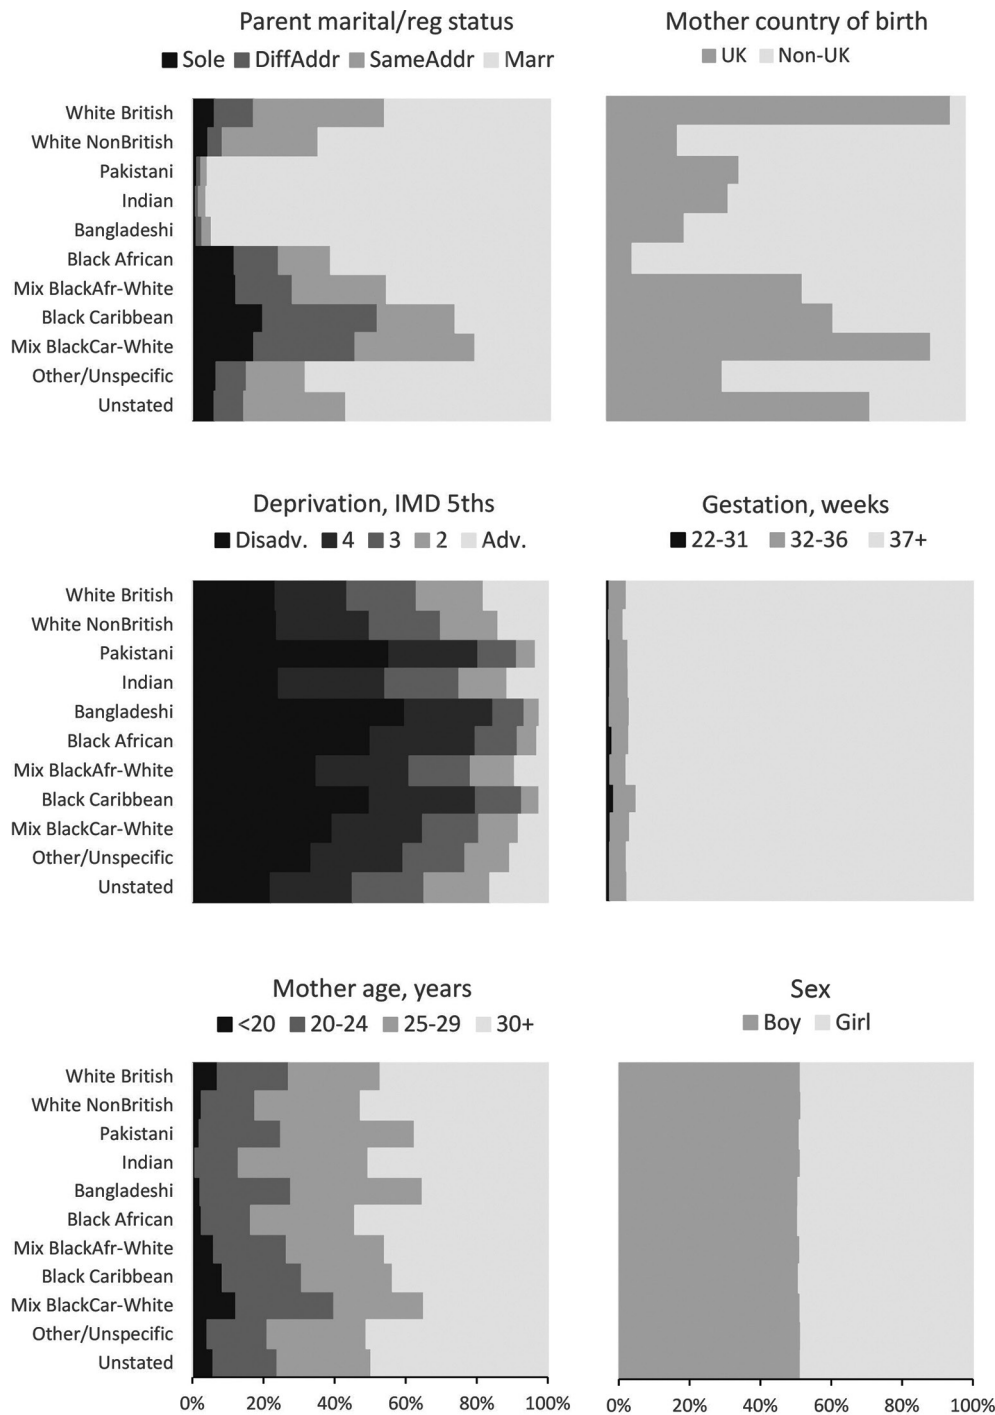 Parent marital/reg status
Sole DiffAddr SameAddr Marr
White British
White NonBritish
Pakistani
Indian
Bangladeshi
Black African
Mix BlackAfr-White
Black Caribbean
Mix BlackCar-White
Other/Unspecific
Unstated
Mother country of birth
UK Non-UK
Deprivation, IMD 5ths
Disadv. 4 3 2 Adv.
White British
White NonBritish
Pakistani
Indian
Bangladeshi
Black African
Mix BlackAfr-White
Black Caribbean
Mix BlackCar-White
Other/Unspecific
Unstated
Gestation, weeks
22-31 32-36 37+
Mother age, years
<20 20-24 25-29 30+
White British
White NonBritish
Pakistani
Indian
Bangladeshi
Black African
Mix BlackAfr-White
Black Caribbean
Mix BlackCar-White
Other/Unspecific
Unstated
0% 20% 40% 60% 80% 100%
Sex
Boy Girl
0% 20% 40% 60% 80% 100%